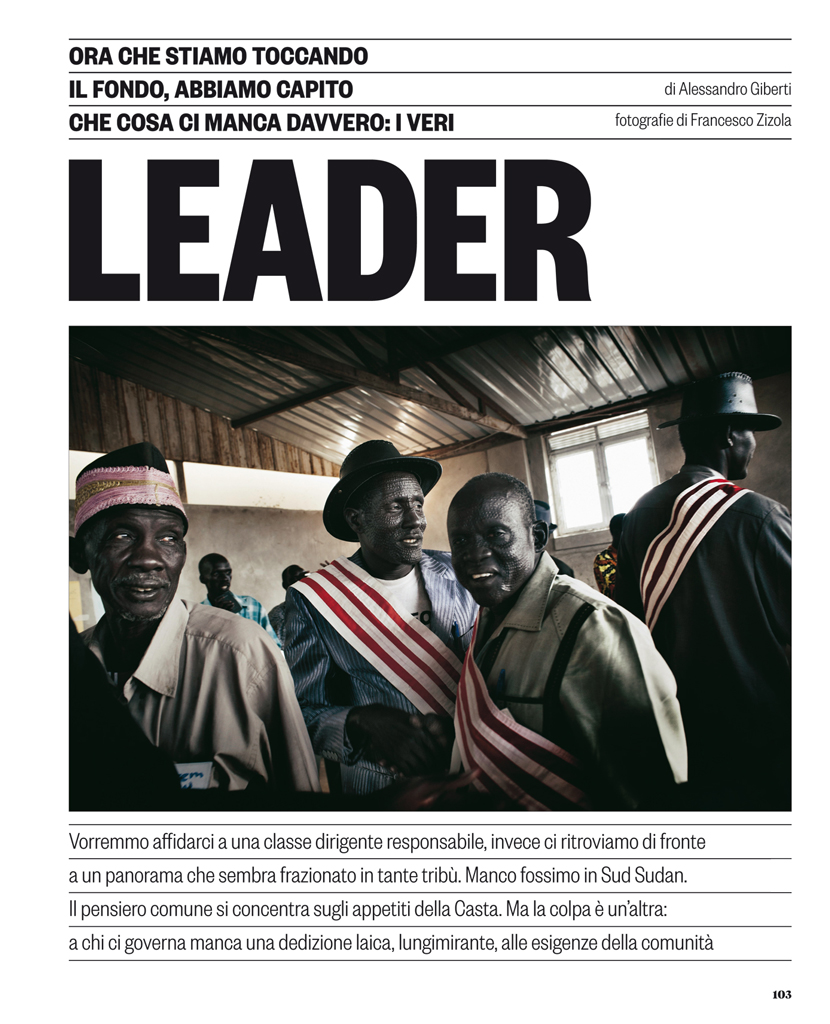 ORA CHE STIAMO TOCCANDO
IL FONDO, ABBIAMO CAPITO
CHE COSA CI MANCA DAVVERO: I VERI
di Alessandro Giberti
fotografie di Francesco Zizola
LEADER
Vorremmo affidarci a una classe dirigente responsabile, invece ci ritroviamo di fronte
a un panorama che sembra frazionato in tante tribù. Manco fossimo in Sud Sudan.
Il pensiero comune si concentra sugli appetiti della Casta. Ma la colpa è un'altra:
a chi ci governa manca una dedizione laica, lungimirante, alle esigenze della comunità
103